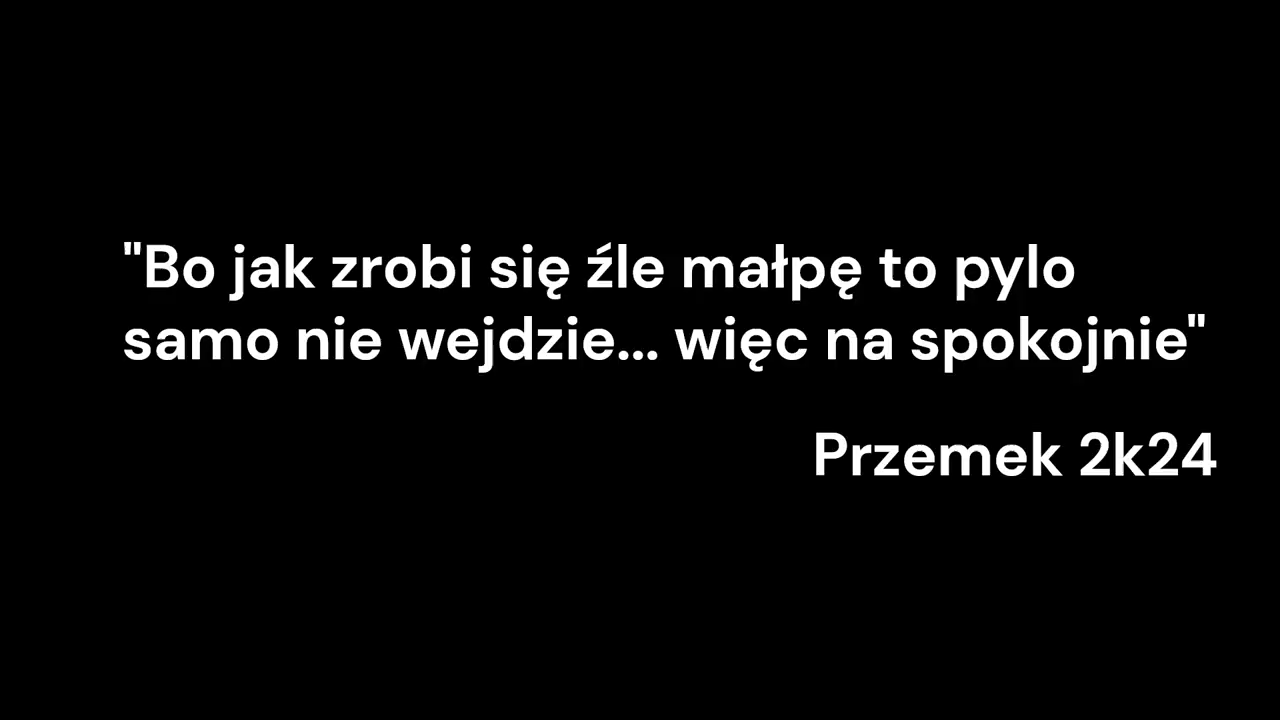 "Bo jak zrobi się źle małpę to pylo
samo nie wejdzie... więc na spokojnie"
Przemek 2k24